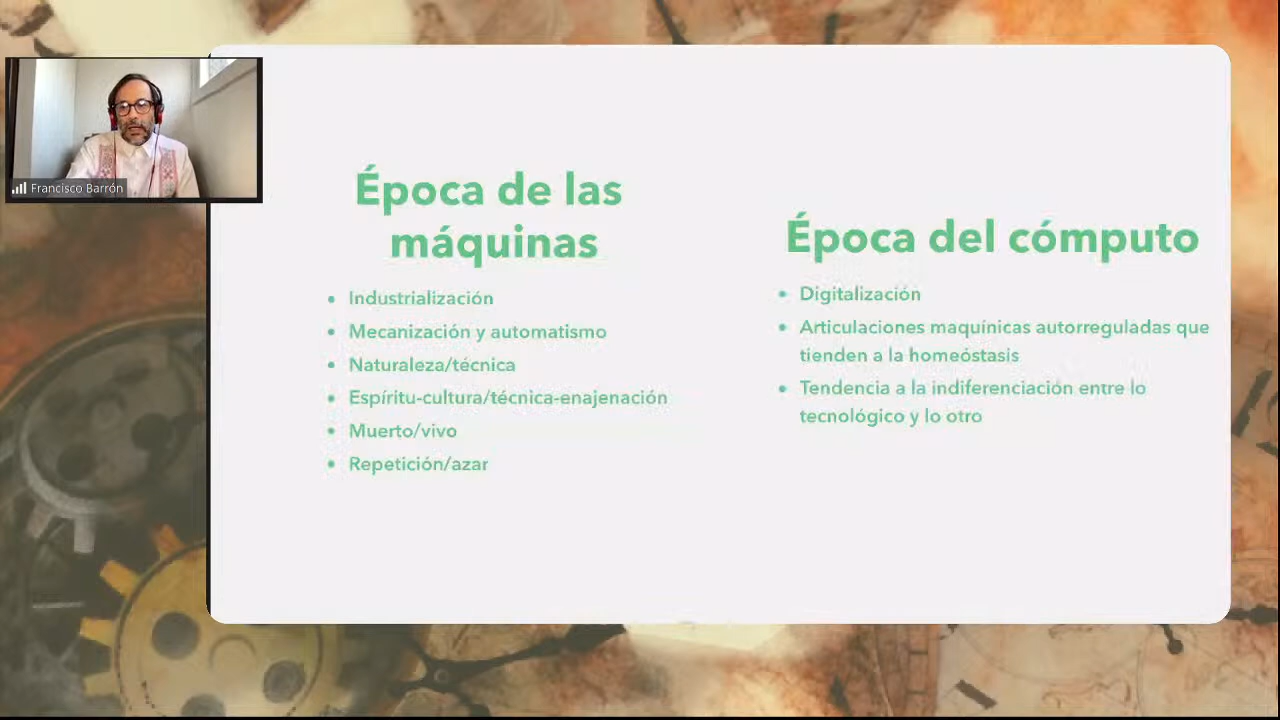 Francisco Barrón
Época de las
máquinas
• Industrialización
• Mecanización y automatismo
• Naturaleza/técnica
• Espíritu-cultura/técnica-enajenación
• Muerto/vivo
• Repetición/azar
Época del cómputo
• Digitalización
• Articulaciones maquínicas autorreguladas que
tienden a la homeóstasis
• Tendencia a la indiferenciación entre lo
tecnológico y lo otro